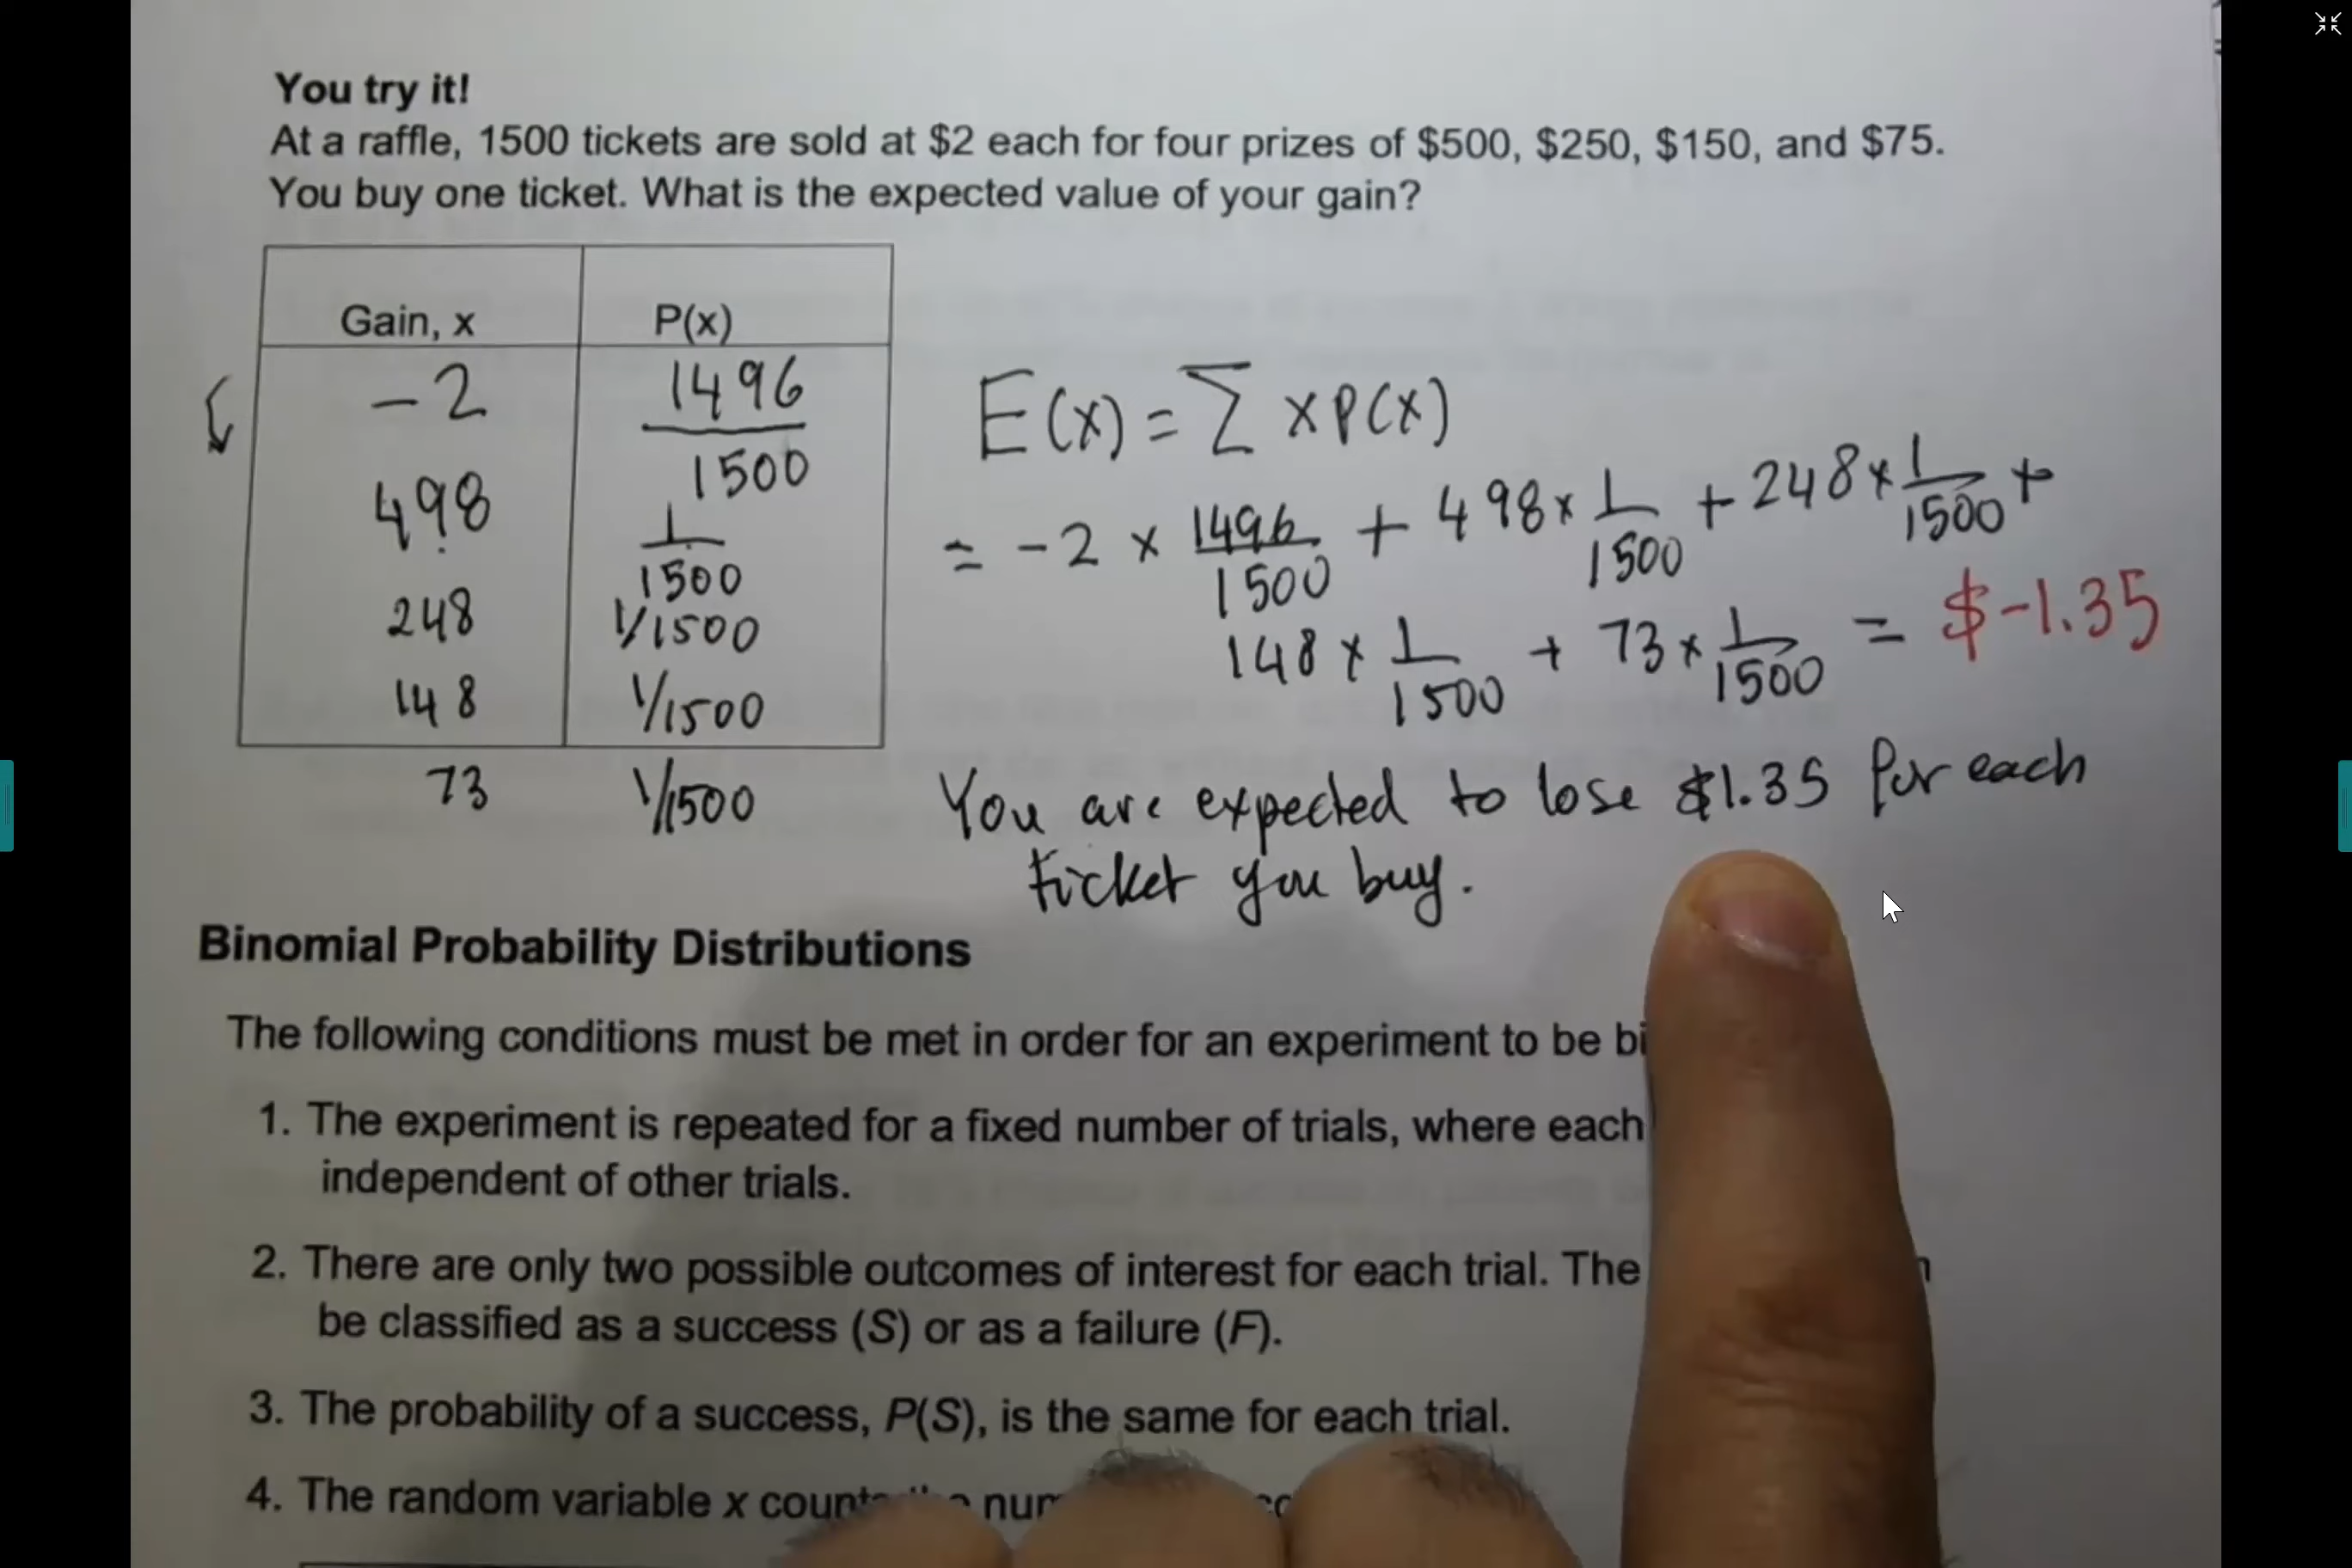 You try it!
At a raffle, 1500 tickets are sold at $2 each for four prizes of $500, $250, $150, and $75.
You buy one ticket. What is the expected value of your gain?
Gain, x P(x)
-2 1496/1500
498 1/1500
248 1/1500
148 1/1500
73 1/1500
E(x) = Σ x P(x)
= -2 × 1496/1500 + 498 × 1/1500 + 248 × 1/1500 +
148 × 1/1500 + 73 × 1/1500 = $-1.35
You are expected to lose $1.35 for each
ticket you buy.
Binomial Probability Distributions
The following conditions must be met in order for an experiment to be bi
1. The experiment is repeated for a fixed number of trials, where each
independent of other trials.
2. There are only two possible outcomes of interest for each trial. The
be classified as a success (S) or as a failure (F).
3. The probability of a success, P(S), is the same for each trial.
4. The random variable x